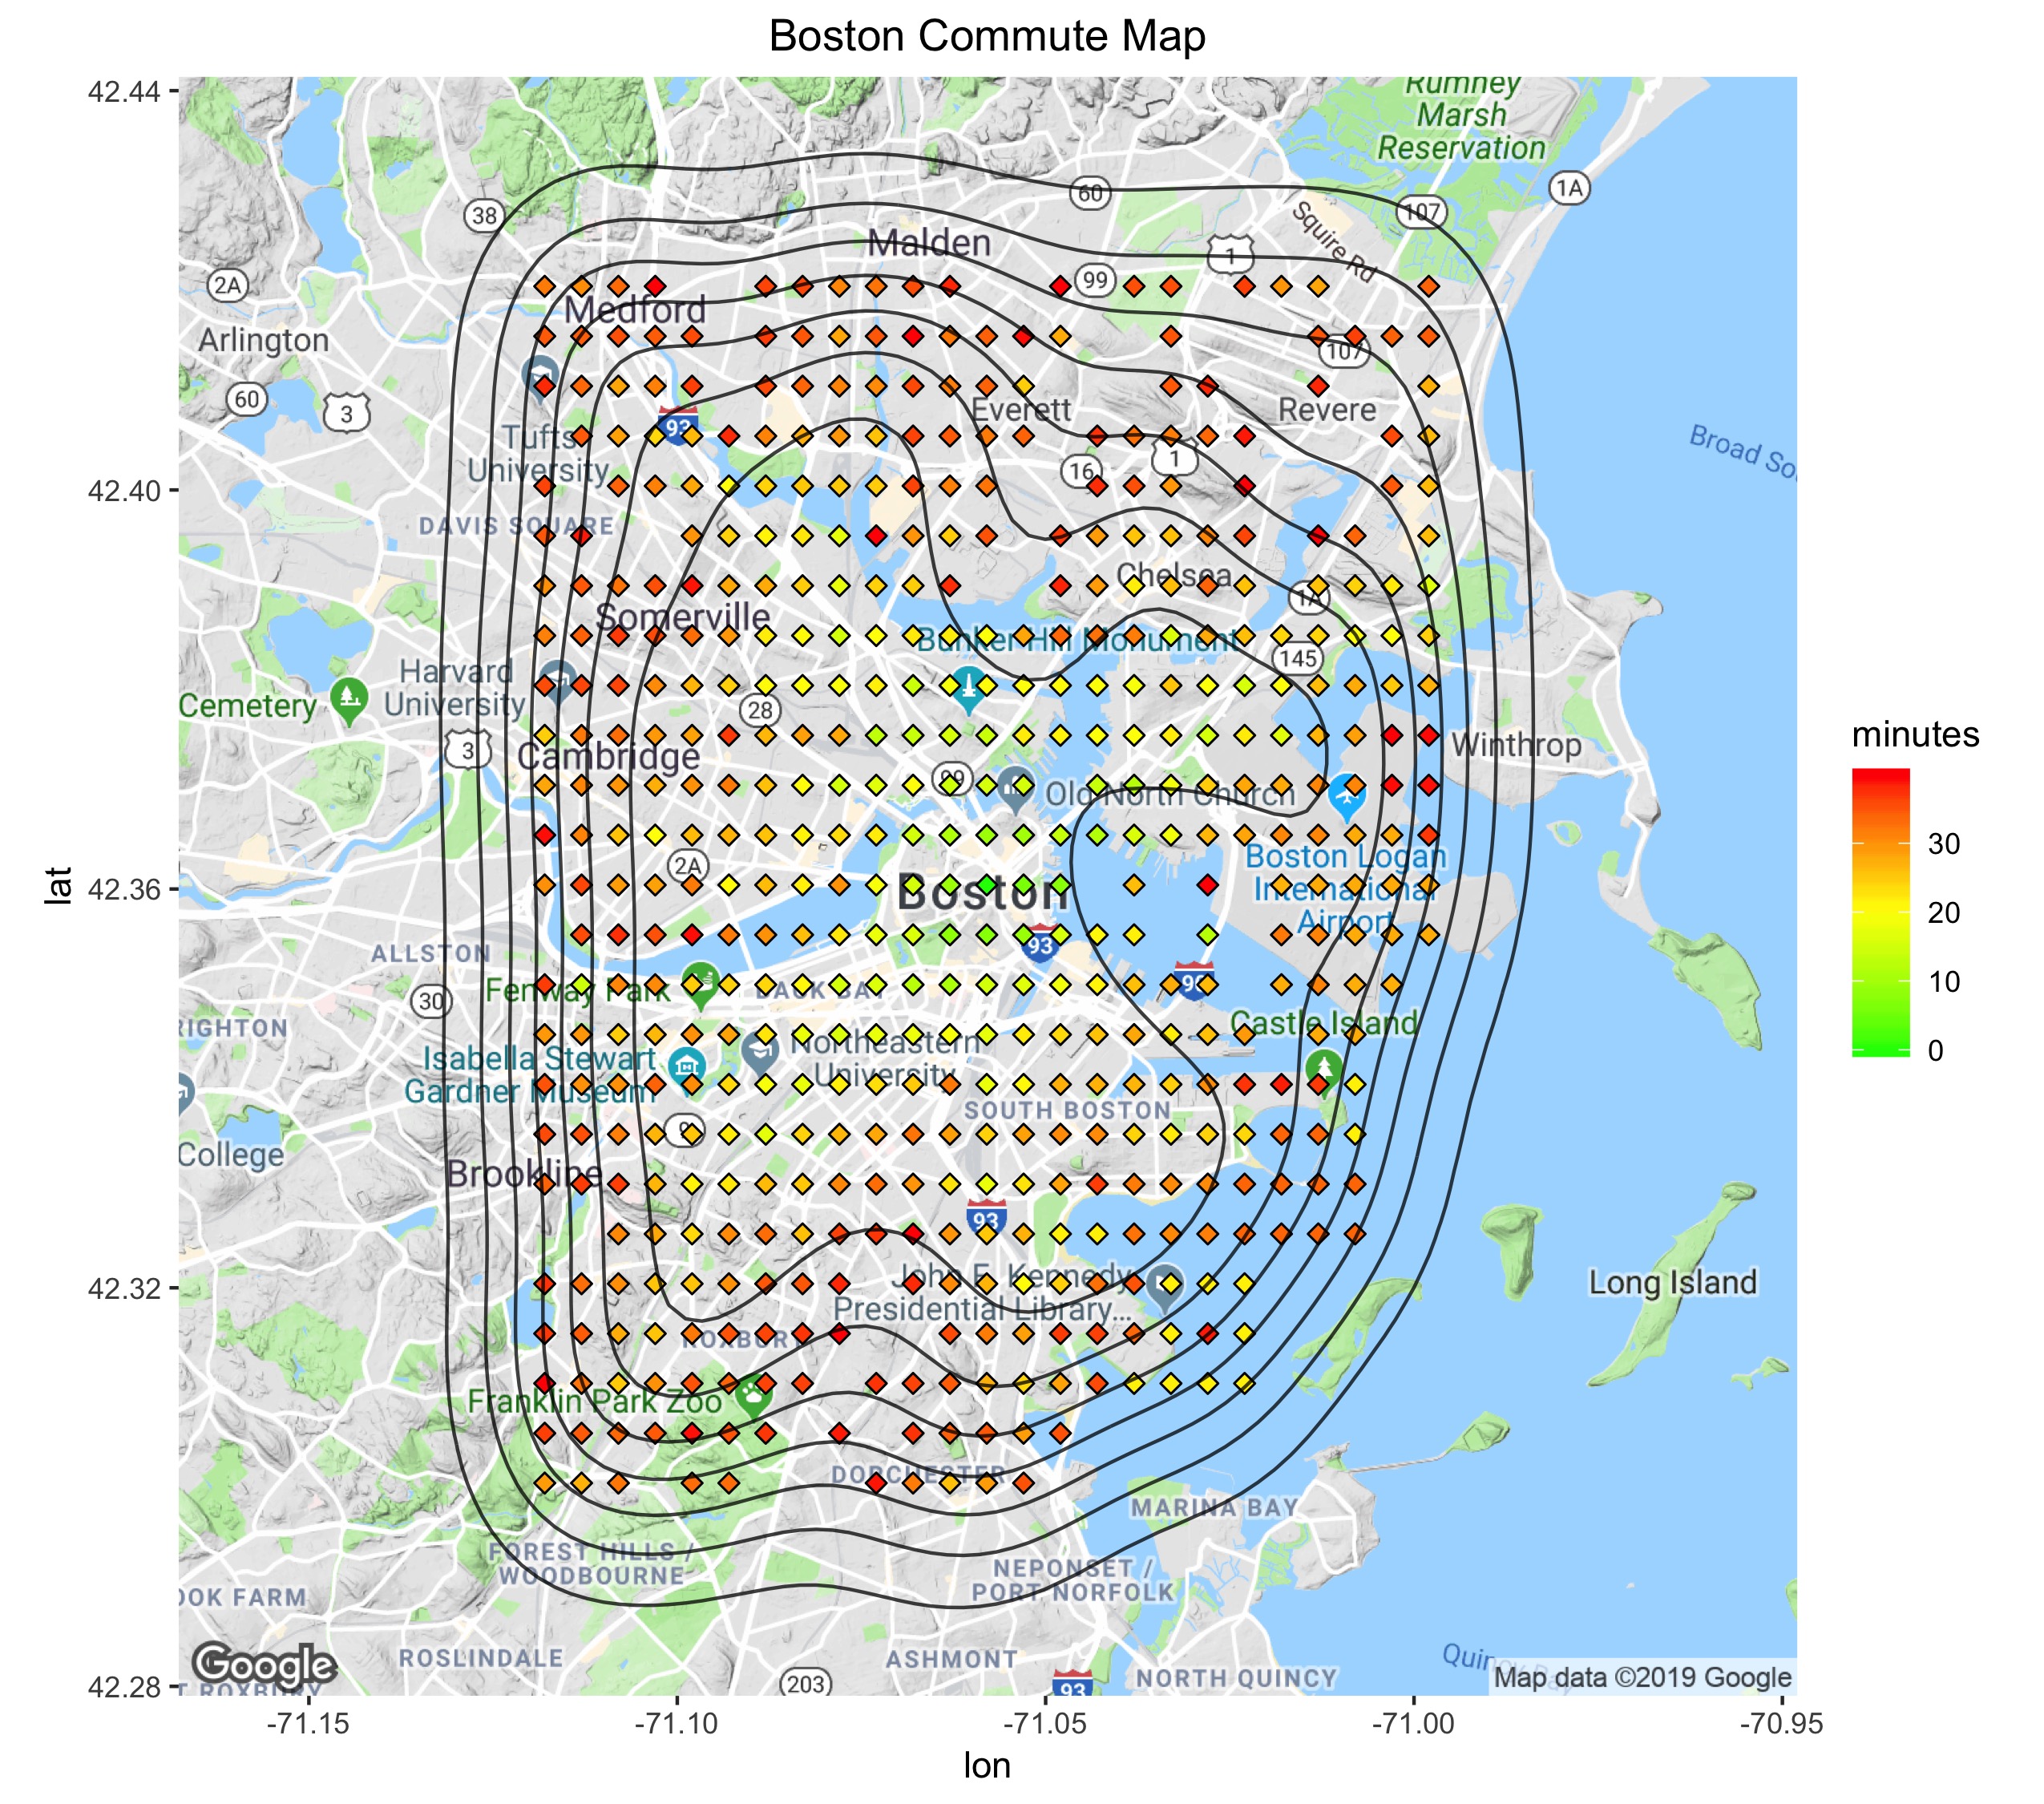 Boston Commute Map
42.44
Rumney
Marsh
Reservation
60
1A
38
107
Squire Rd
Malden
1
2A
99
Medford
Arlington
107
60
3
Everett
Revere
93
Tufts
University
Broad So
16
1
42.40
DAVIS SQUARE
Chelsea
1A
Somerville
Bunker Hill Monument
145
Harvard
University
Cemetery
28
3
Cambridge
Winthrop
minutes
99
Old North Church
30
20
10
0
2A
Boston Logan
International
Airport
lat
42.36
Boston
93
ALLSTON
Fenway Park
BACK BAY
30
RIGHTON
Castle Island
Isabella Stewart
Gardner Museum
Northeastern
University
SOUTH BOSTON
9
College
Brookline
93
42.32
John F. Kennedy
Presidential Library...
Long Island
ROXBURY
Franklin Park Zoo
DORCHESTER
MARINA BAY
FOREST HILLS /
WOODBOURNE
NEPONSET /
PORT NORFOLK
OOK FARM
ROSLINDALE
ASHMONT
NORTH QUINCY
Quincy Bay
Google
T ROXBURY
203
93
Map data ©2019 Google
42.28
-71.15
-71.10
-71.05
-71.00
-70.95
lon